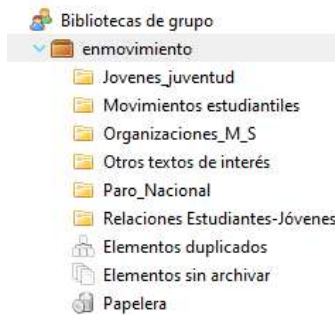 Bibliotecas de grupo
enmovimiento
Jovenes_juventud
Movimientos estudiantiles
Organizaciones_M_S
Otros textos de interés
Paro_Nacional
Relaciones Estudiantes-Jóvenes
Elementos duplicados
Elementos sin archivar
Papelera